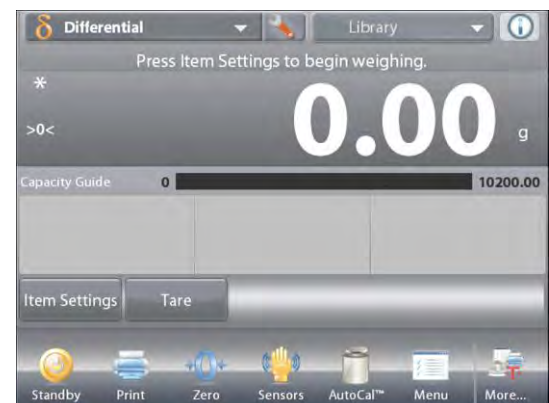 δ Differential Library
Press Item Settings to begin weighing.
*
>0< 0.00 g
Capacity Guide 0 10200.00
Item Settings Tare
Standby Print Zero Sensors AutoCal™ Menu More...